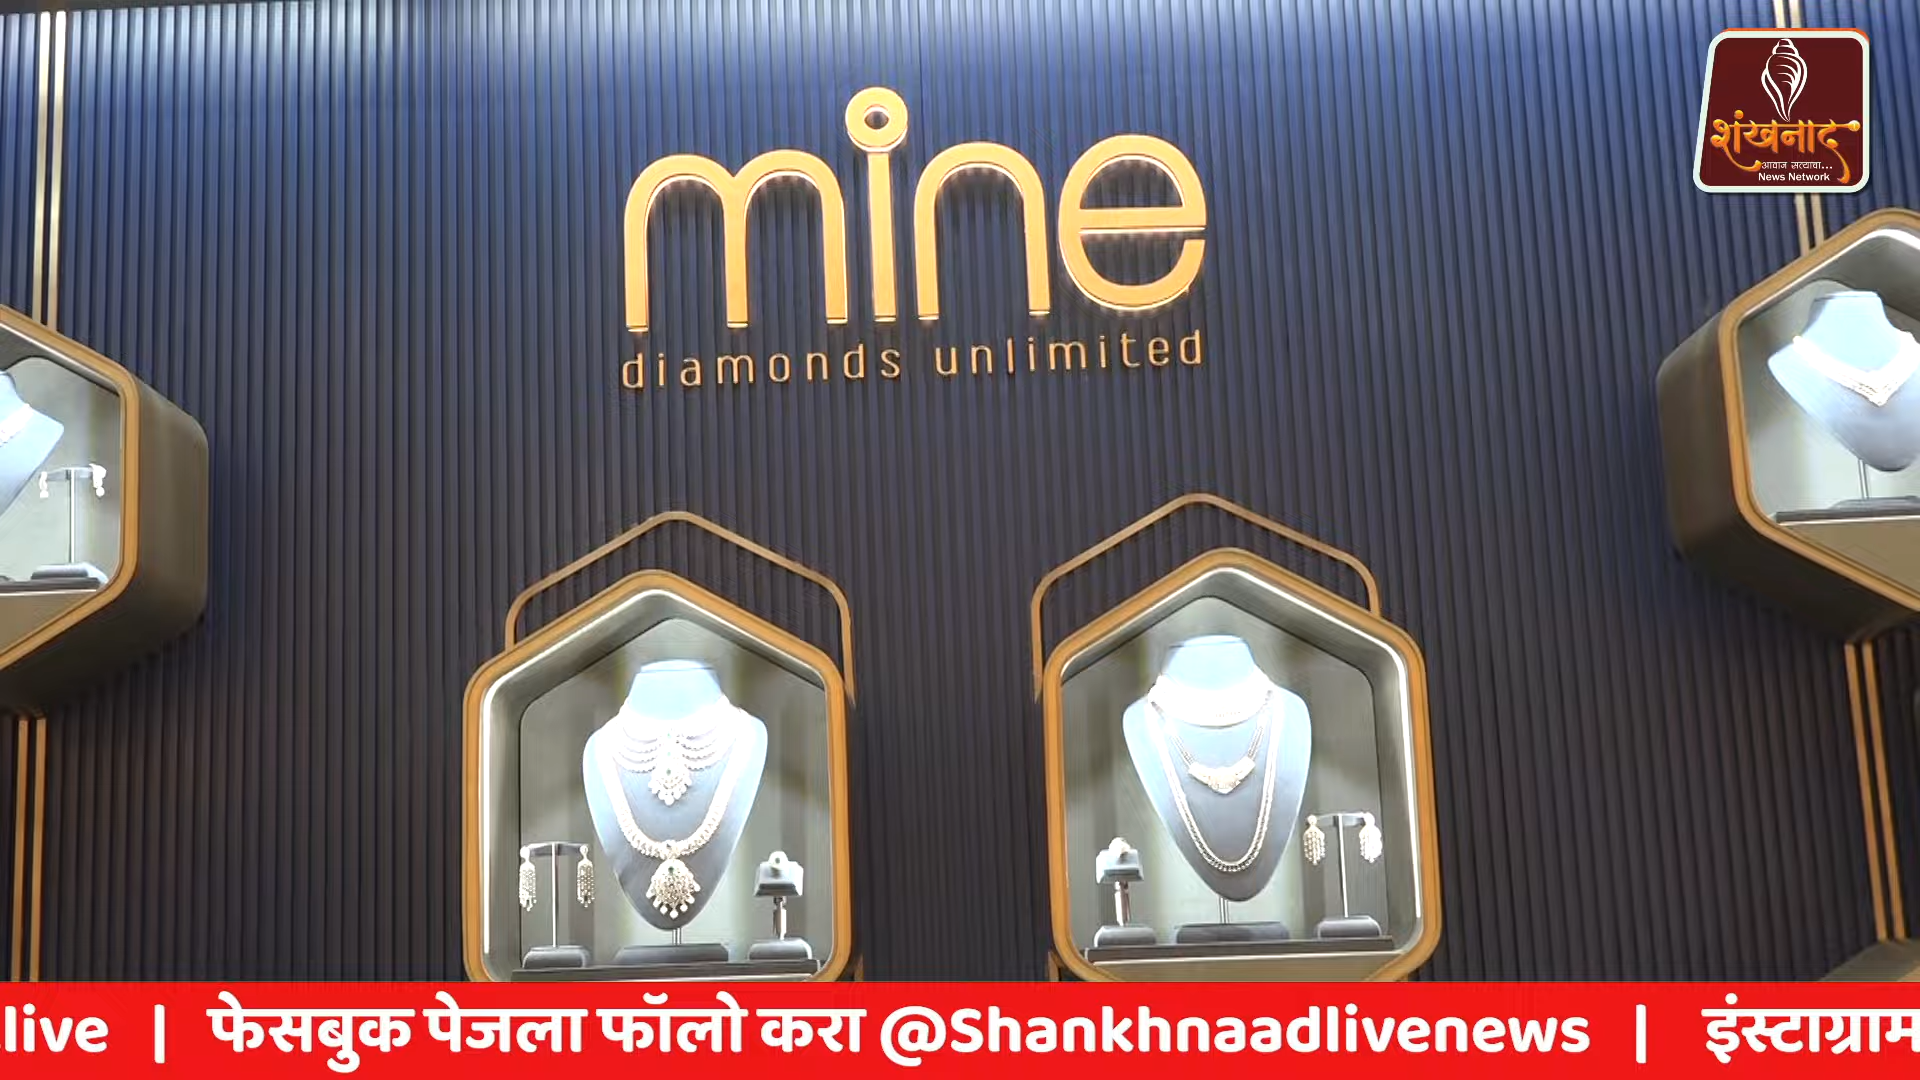 mine
diamonds unlimited
शंखनाद
आवाज सत्याचा...
News Network
live | फेसबुक पेजला फॉलो करा @Shankhnaadlivenews | इंस्टाग्राम